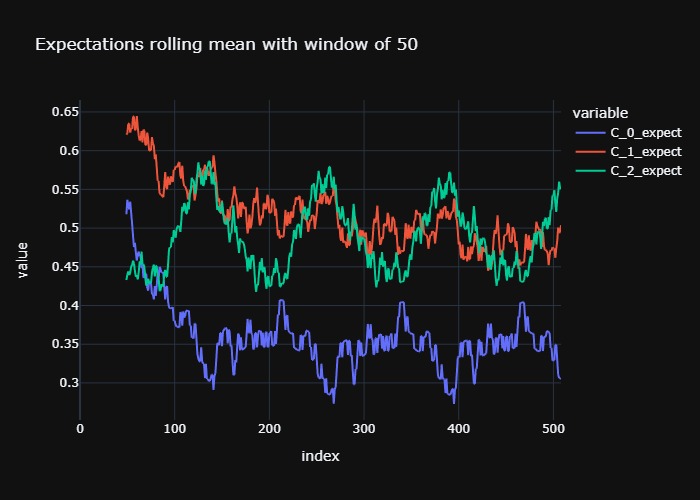 Expectations rolling mean with window of 50
variable
C_0_expect
C_1_expect
C_2_expect
value
0.65
0.6
0.55
0.5
0.45
0.4
0.35
0.3
0
100
200
300
400
500
index